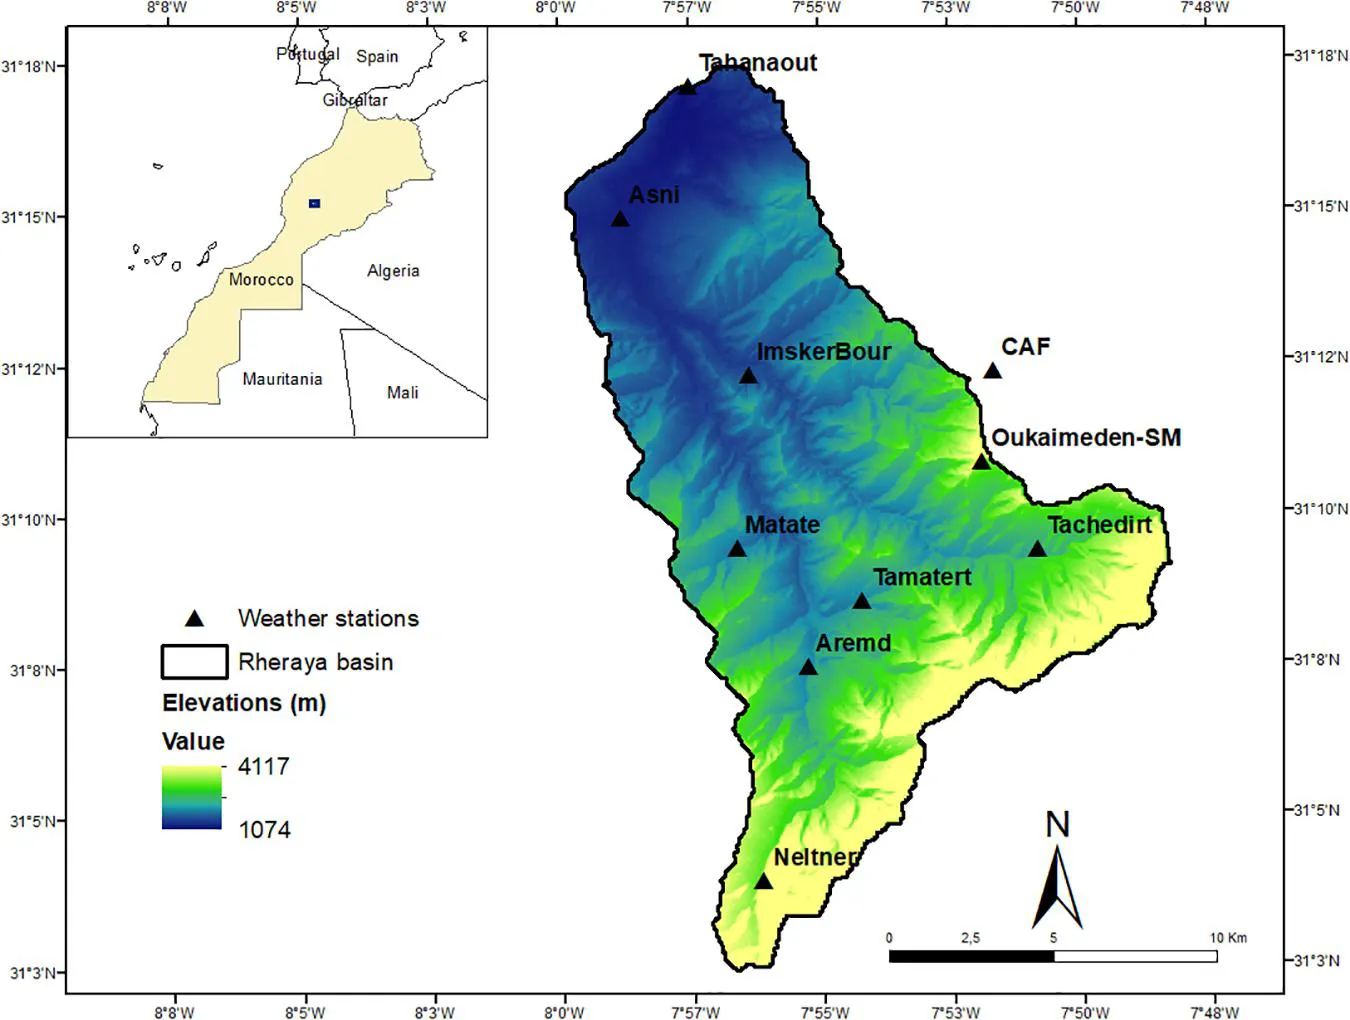 8°8'W 8°5'W 8°3'W 8°0'W 7°57'W 7°55'W 7°53'W 7°50'W 7°48'W
31°18'N
31°15'N
31°12'N
31°10'N
31°8'N
31°5'N
31°3'N
Portugal
Spain
Gibraltar
Morocco
Algeria
Mauritania
Mali
Tahanaout
Asni
ImskerBour
CAF
Oukaimeden-SM
Matate
Tachedirt
Tamatert
Aremd
Neltner
Weather stations
Rheraya basin
Elevations (m)
Value
4117
1074
N
0 2,5 5 10 Km
31°18'N
31°15'N
31°12'N
31°10'N
31°8'N
31°5'N
31°3'N
8°8'W 8°5'W 8°3'W 8°0'W 7°57'W 7°55'W 7°53'W 7°50'W 7°48'W